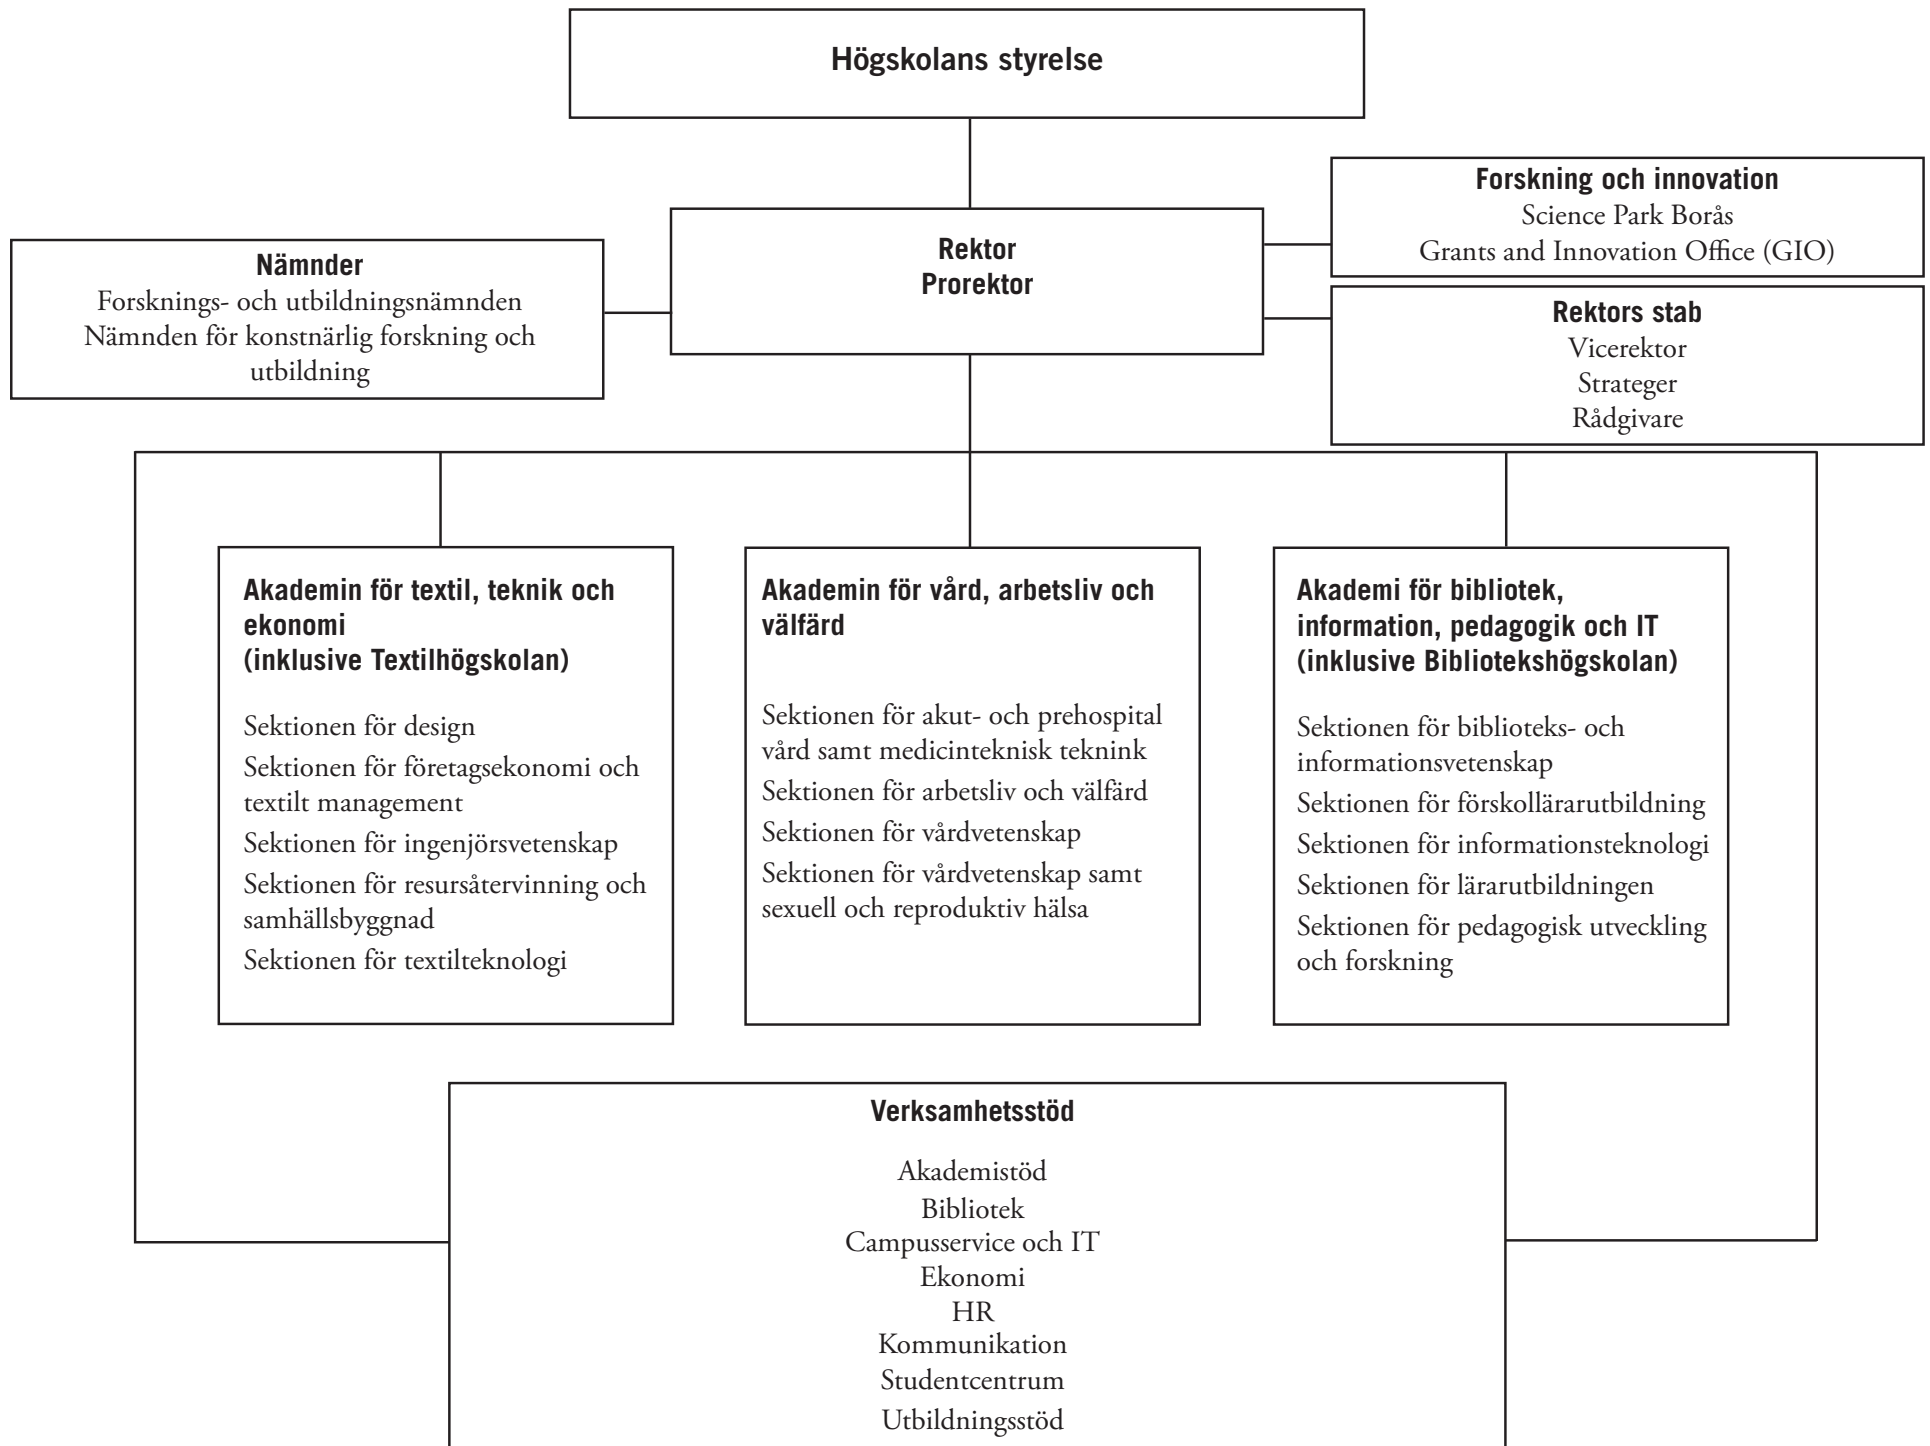 Högskolans styrelse
Forskning och innovation
Science Park Borås
Grants and Innovation Office (GIO)
Rektor
Prorektor
Nämnder
Forsknings- och utbildningsnämnden
Nämnden för konstnärlig forskning och
utbildning
Rektors stab
Vicerektor
Strateger
Rådgivare
Akademin för textil, teknik och
ekonomi
(inklusive Textilhögskolan)
Sektionen för design
Sektionen för företagsekonomi och
textilt management
Sektionen för ingenjörsvetenskap
Sektionen för resursåtervinning och
samhällsbyggnad
Sektionen för textilteknologi
Akademin för vård, arbetsliv och
välfärd
Sektionen för akut- och prehospital
vård samt medicinteknisk teknink
Sektionen för arbetsliv och välfärd
Sektionen för vårdvetenskap
Sektionen för vårdvetenskap samt
sexuell och reproduktiv hälsa
Akademi för bibliotek,
information, pedagogik och IT
(inklusive Bibliotekshögskolan)
Sektionen för biblioteks- och
informationsvetenskap
Sektionen för förskollärarutbildning
Sektionen för informationsteknologi
Sektionen för lärarutbildningen
Sektionen för pedagogisk utveckling
och forskning
Verksamhetsstöd
Akademistöd
Bibliotek
Campusservice och IT
Ekonomi
HR
Kommunikation
Studentcentrum
Utbildningsstöd